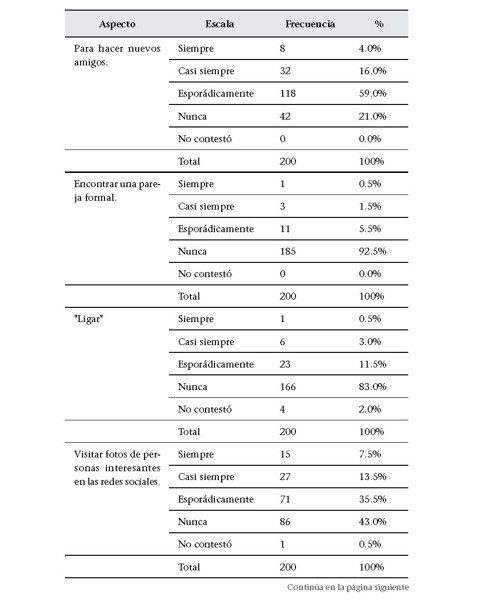 Aspecto Escala Frecuencia %
Para hacer nuevos Siempre 8 4.0%
amigos.
Casi siempre 32 16.0%
Esporádicamente 118 59.0%
Nunca 42 21.0%
No contestó 0 0.0%
Total 200 100%
Encontrar una pare- Siempre 1 0.5%
ja formal.
Casi siempre 3 1.5%
Esporádicamente 11 5.5%
Nunca 185 92.5%
No contestó 0 0.0%
Total 200 100%
"Ligar" Siempre 1 0.5%
Casi siempre 6 3.0%
Esporádicamente 23 11.5%
Nunca 166 83.0%
No contestó 4 2.0%
Total 200 100%
Visitar fotos de per- Siempre 15 7.5%
sonas interesantes
en las redes sociales.
Casi siempre 27 13.5%
Esporádicamente 71 35.5%
Nunca 86 43.0%
No contestó 1 0.5%
Total 200 100%
Continúa en la página siguiente